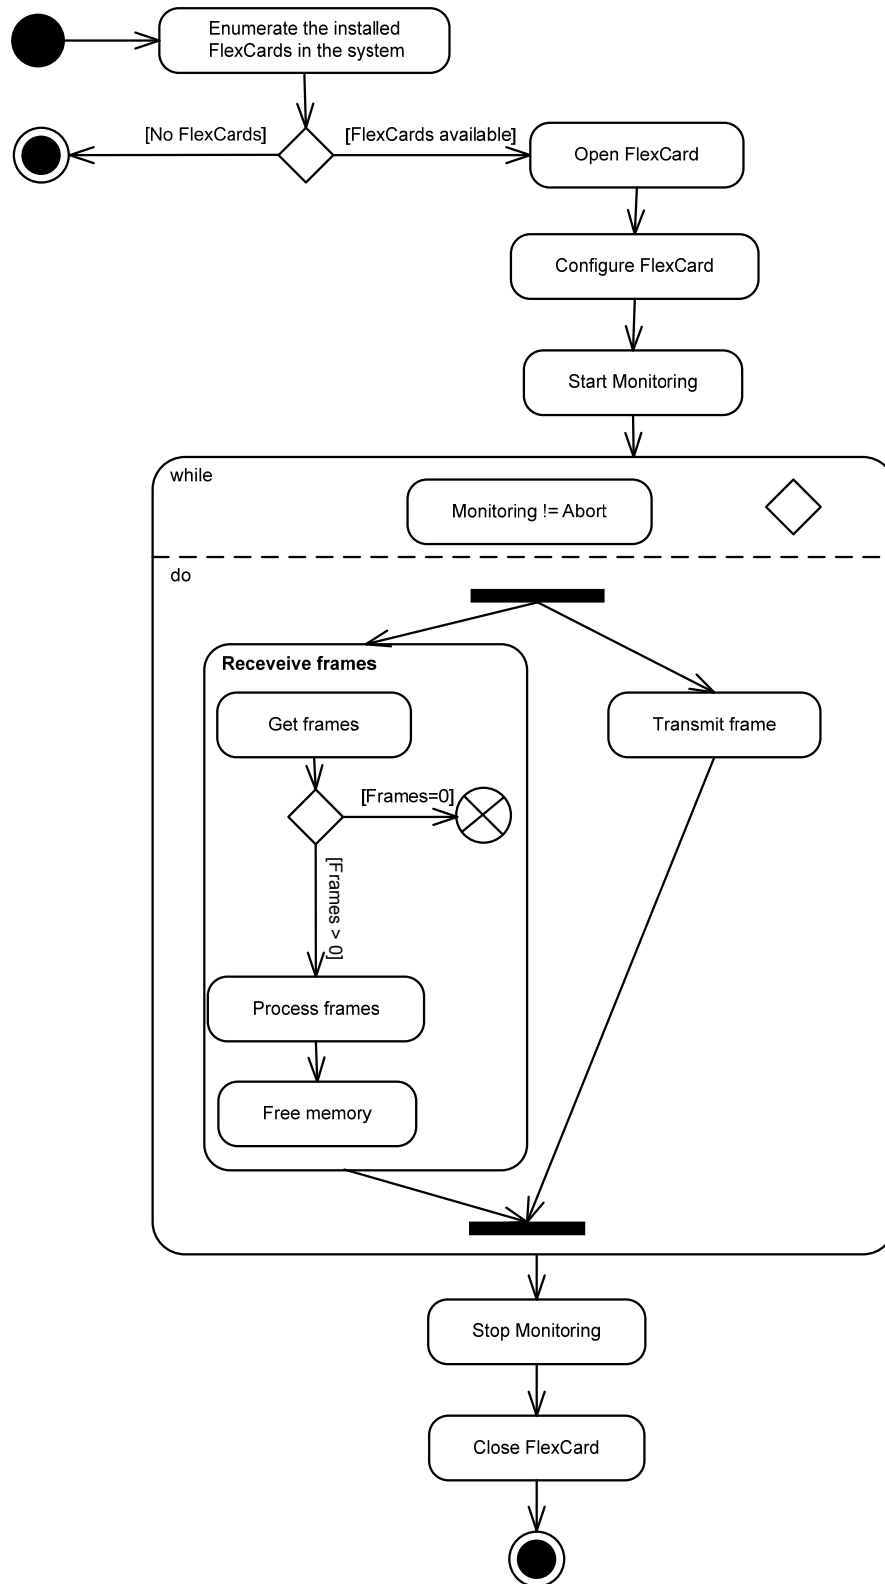 Enumerate the installed
FlexCards in the system
[No FlexCards]
[FlexCards available]
Open FlexCard
Configure FlexCard
Start Monitoring
while
Monitoring != Abort
do
Receveive frames
Get frames
Transmit frame
[Frames=0]
[Frames > 0]
Process frames
Free memory
Stop Monitoring
Close FlexCard